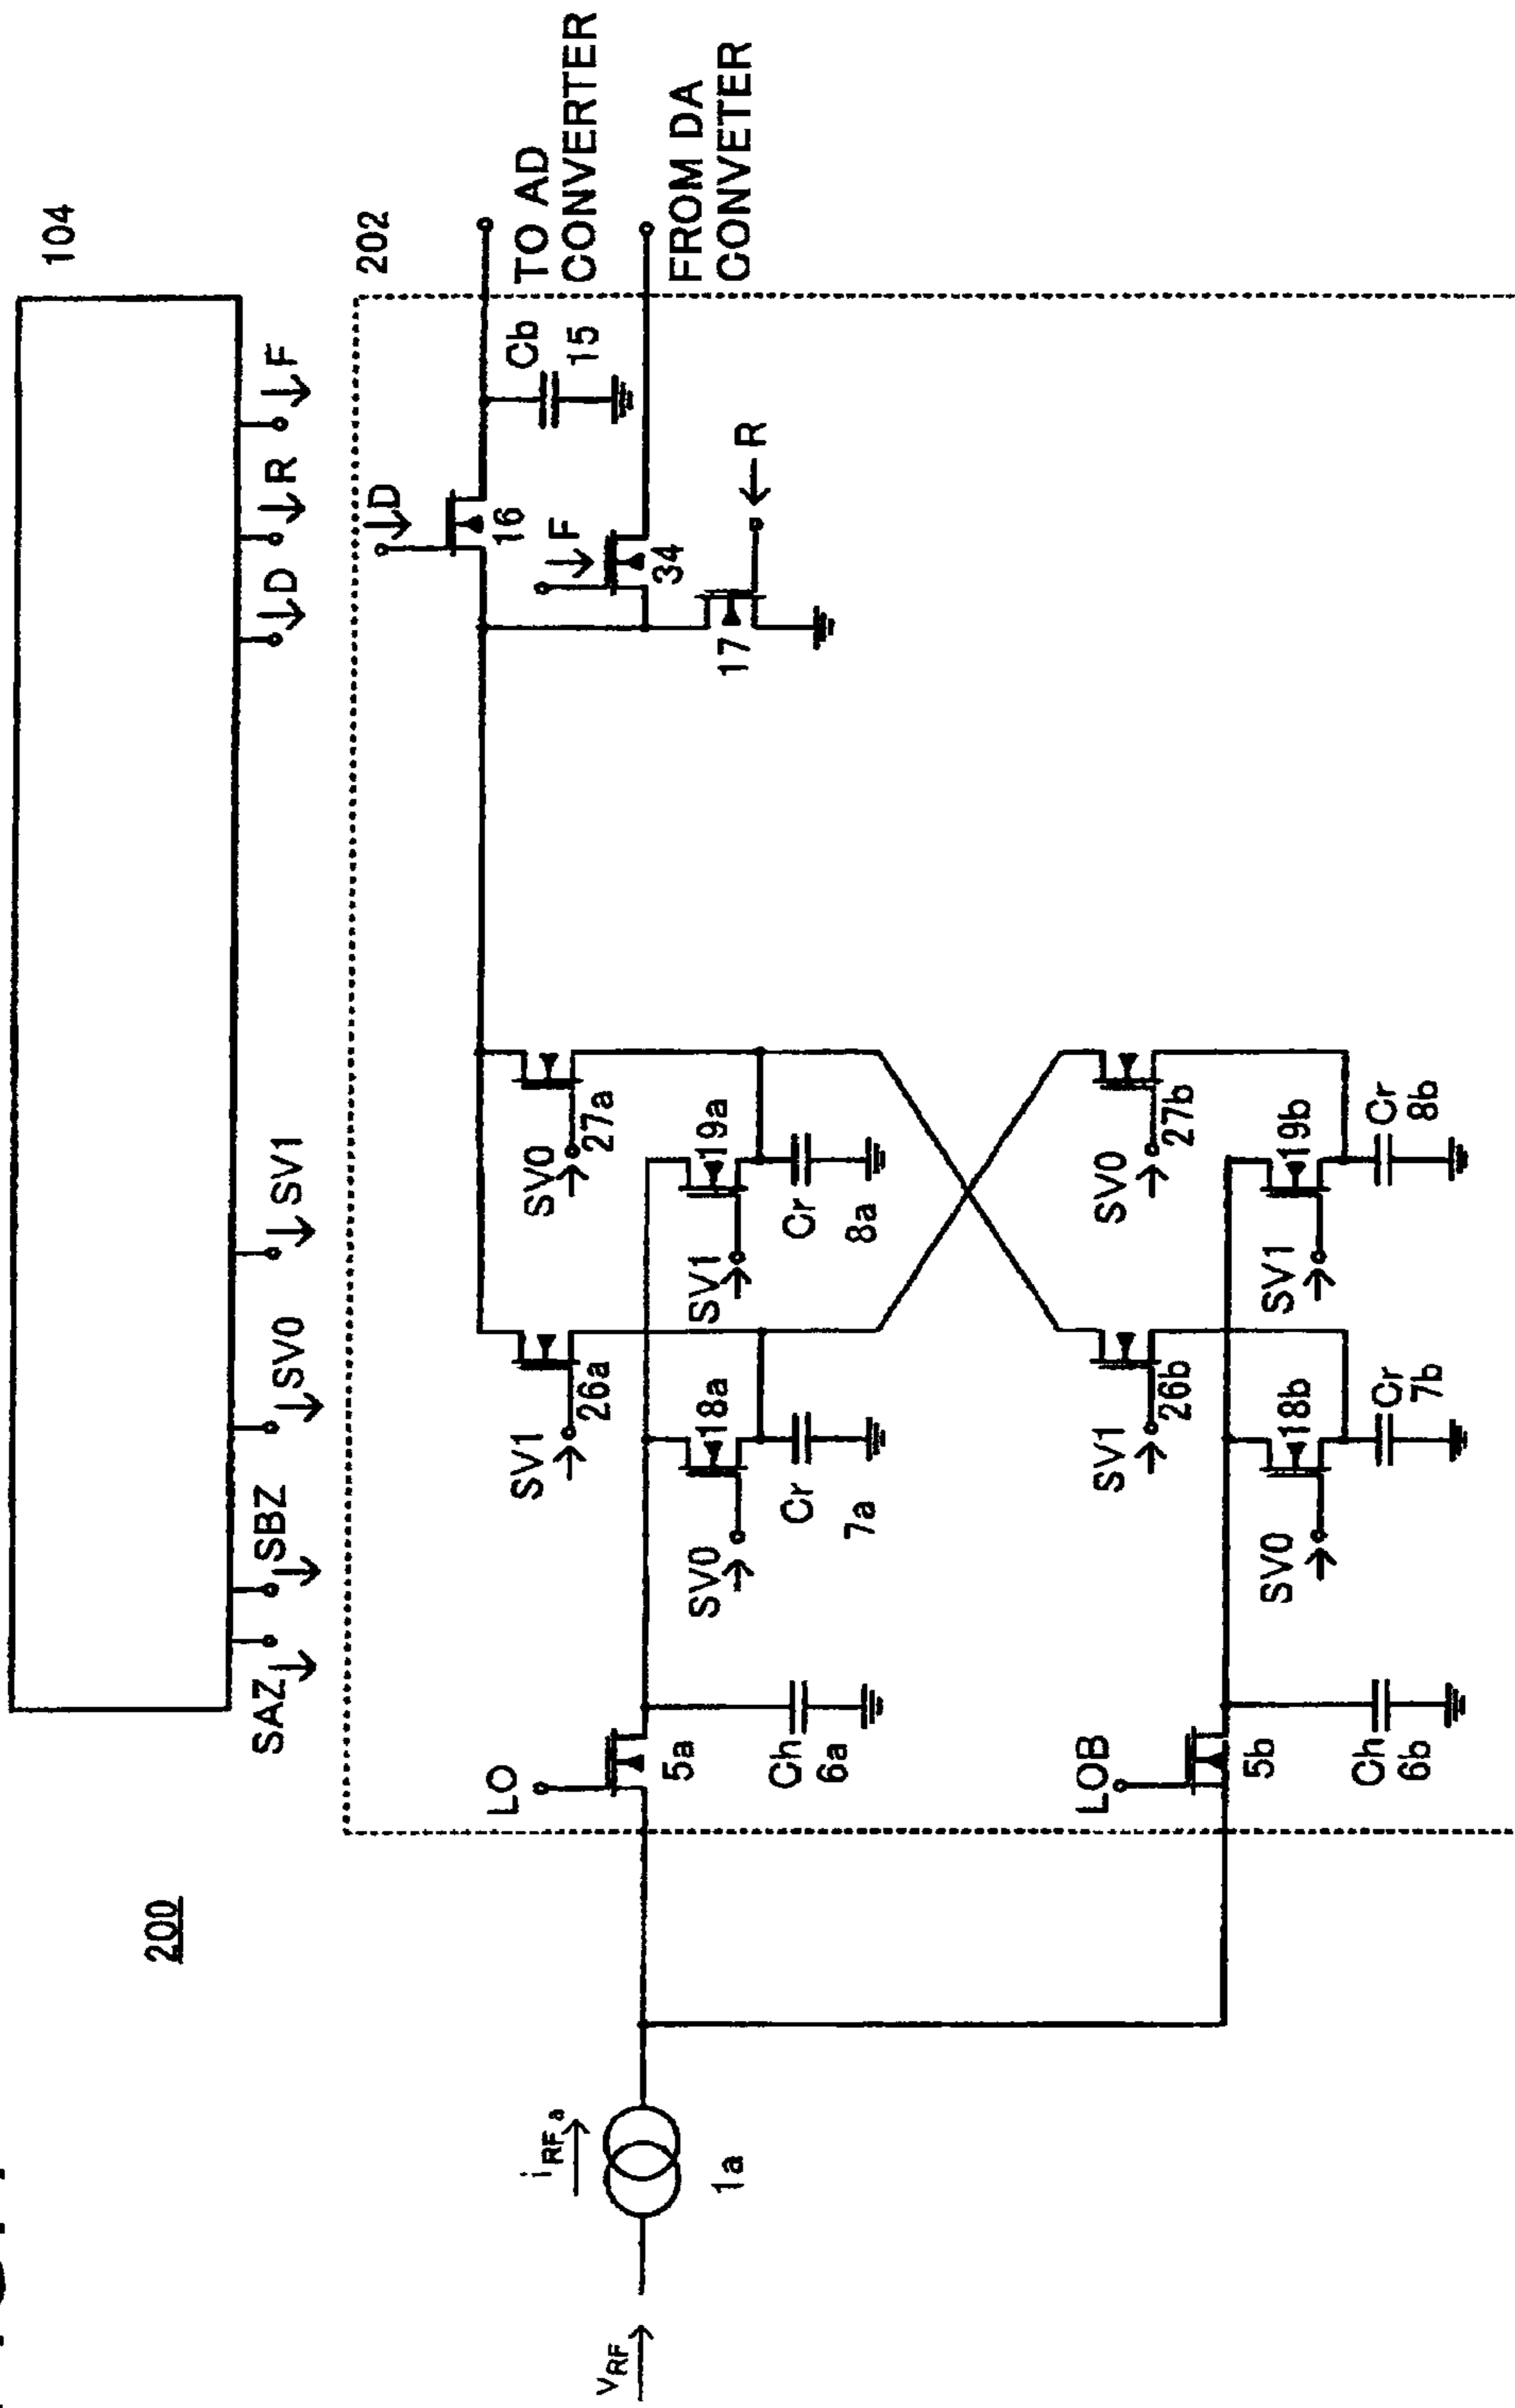 200
104
SAZ
SBZ
SV0
SV1
D
R
F
202
D
16
Cb
15
TO AD
CONVERTER
F
34
FROM DA
CONVETER
R
17
SV1
26a
SV0
27a
LO
5a
Ch
6a
SV0
18a
Cr
7a
SV1
19a
Cr
8a
VRF
iRF a
1a
SV1
26b
SV0
27b
LOB
5b
Ch
6b
SV0
18b
Cr
7b
SV1
19b
Cr
8b